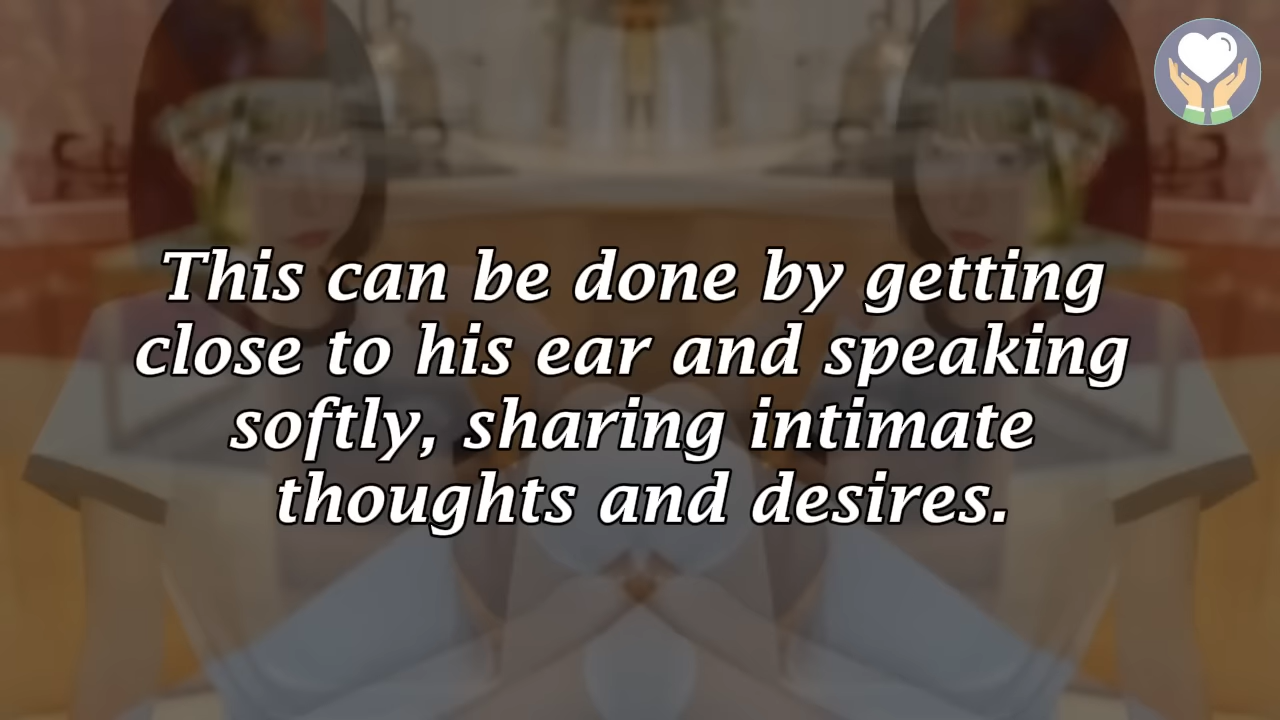 This can be done by getting
close to his ear and speaking
softly, sharing intimate
thoughts and desires.